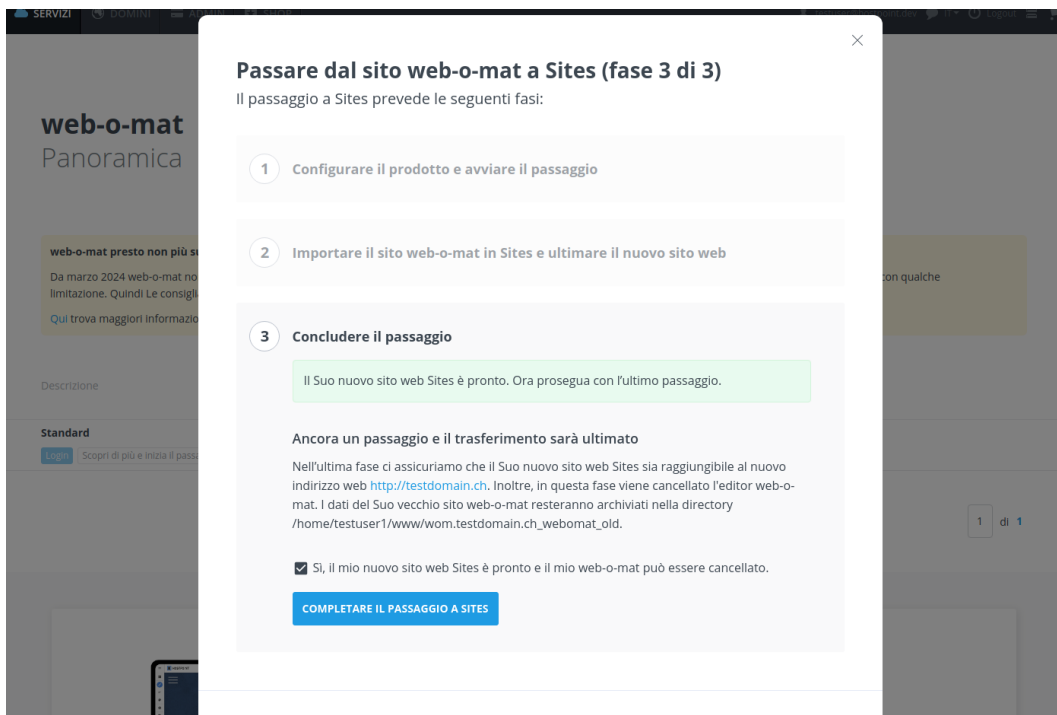 SERVIZI DOMINI ADMIN SHOP Logout
Passare dal sito web-o-mat a Sites (fase 3 di 3)
Il passaggio a Sites prevede le seguenti fasi:
web-o-mat
Panoramica
1 Configurare il prodotto e avviare il passaggio
2 Importare il sito web-o-mat in Sites e ultimare il nuovo sito web
web-o-mat presto non più
Da marzo 2024 web-o-mat con qualche
limitazione. Quindi Le
Qui trova maggiori
3 Concludere il passaggio
Il Suo nuovo sito web Sites è pronto. Ora prosegua con l'ultimo passaggio.
Descrizione
Standard
Login Scopri di più e inizia il
Ancora un passaggio e il trasferimento sarà ultimato
Nell'ultima fase ci assicuriamo che il Suo nuovo sito web Sites sia raggiungibile al nuovo
indirizzo web http://testdomain.ch. Inoltre, in questa fase viene cancellato l'editor web-o-
mat. I dati del Suo vecchio sito web-o-mat resteranno archiviati nella directory
/home/testuser1/www/wom.testdomain.ch_webomat_old.
1 di 1
Sì, il mio nuovo sito web Sites è pronto e il mio web-o-mat può essere cancellato.
COMPLETARE IL PASSAGGIO A SITES